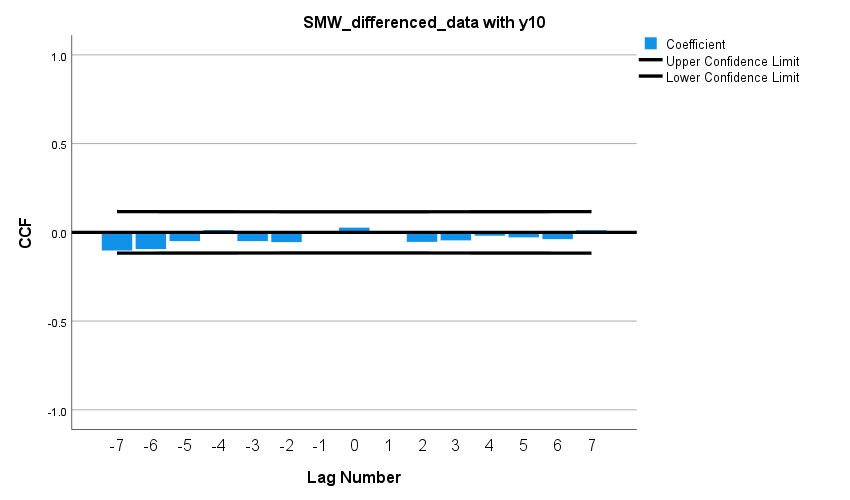 SMW_differenced_data with y10
Coefficient
Upper Confidence Limit
Lower Confidence Limit
1.0
0.5
0.0
-0.5
-1.0
CCF
-7 -6 -5 -4 -3 -2 -1 0 1 2 3 4 5 6 7
Lag Number